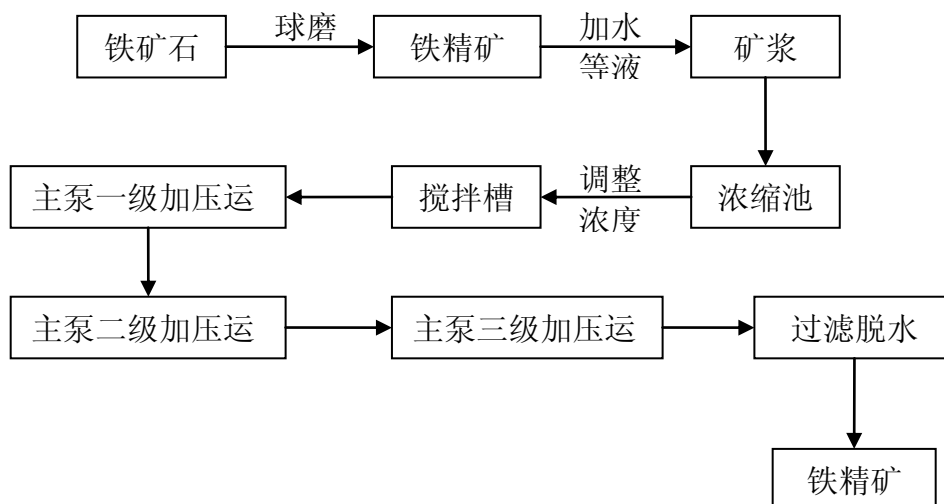 铁矿石
球磨
铁精矿
加水
等液
矿浆
浓缩池
调整
浓度
搅拌槽
主泵一级加压运
主泵二级加压运
主泵三级加压运
过滤脱水
铁精矿